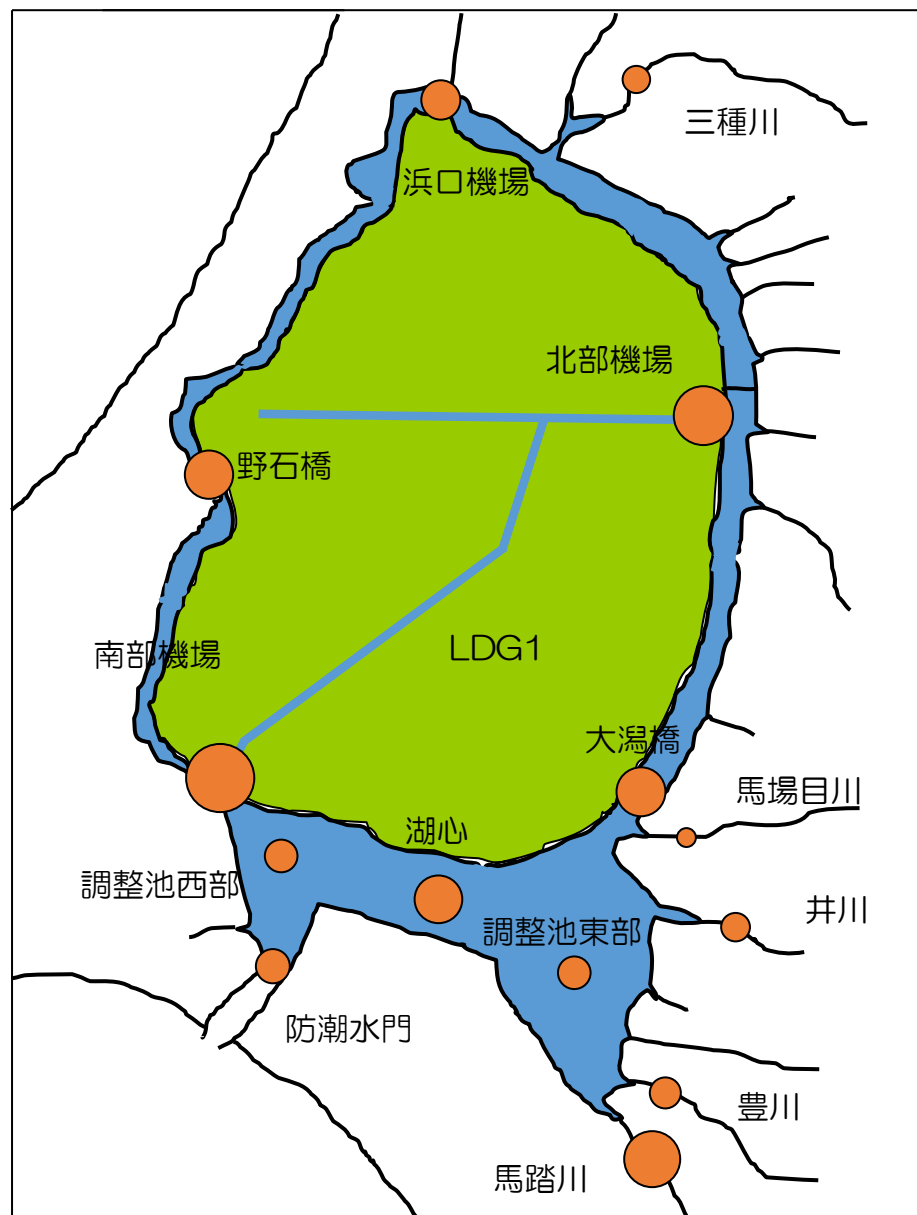 三種川
浜口機場
北部機場
野石橋
南部機場
LDG1
大潟橋
馬場目川
湖心
調整池西部
井川
調整池東部
防潮水門
豊川
馬踏川